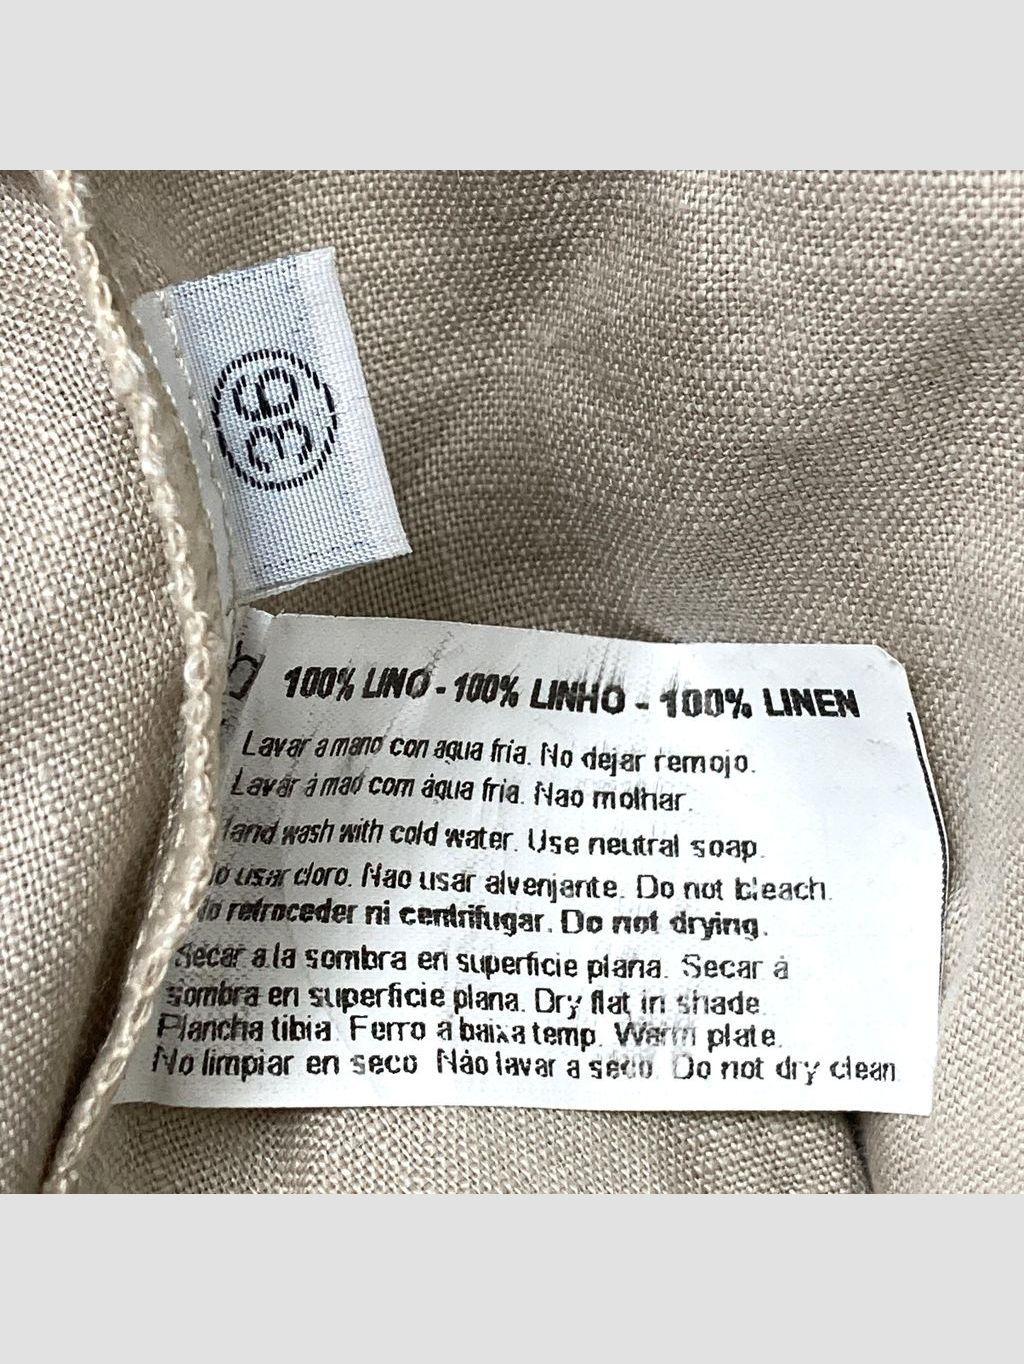 36
100% LINO - 100% LINHO - 100% LINEN
Lavar a mano con agua fria. No dejar remojo.
Lavar á mao com água fria. Nao molhar.
Hand wash with cold water. Use neutral soap.
No usar cloro. Nao usar alvenjante. Do not bleach.
No retroceder ni centrifugar. Do not drying.
Secar a la sombra en superficie plana. Secar á
sombra en superficie plana. Dry flat in shade.
Plancha tibia. Ferro a baixa temp. Warm plate.
No limpiar en seco Não lavar a seco. Do not dry clean